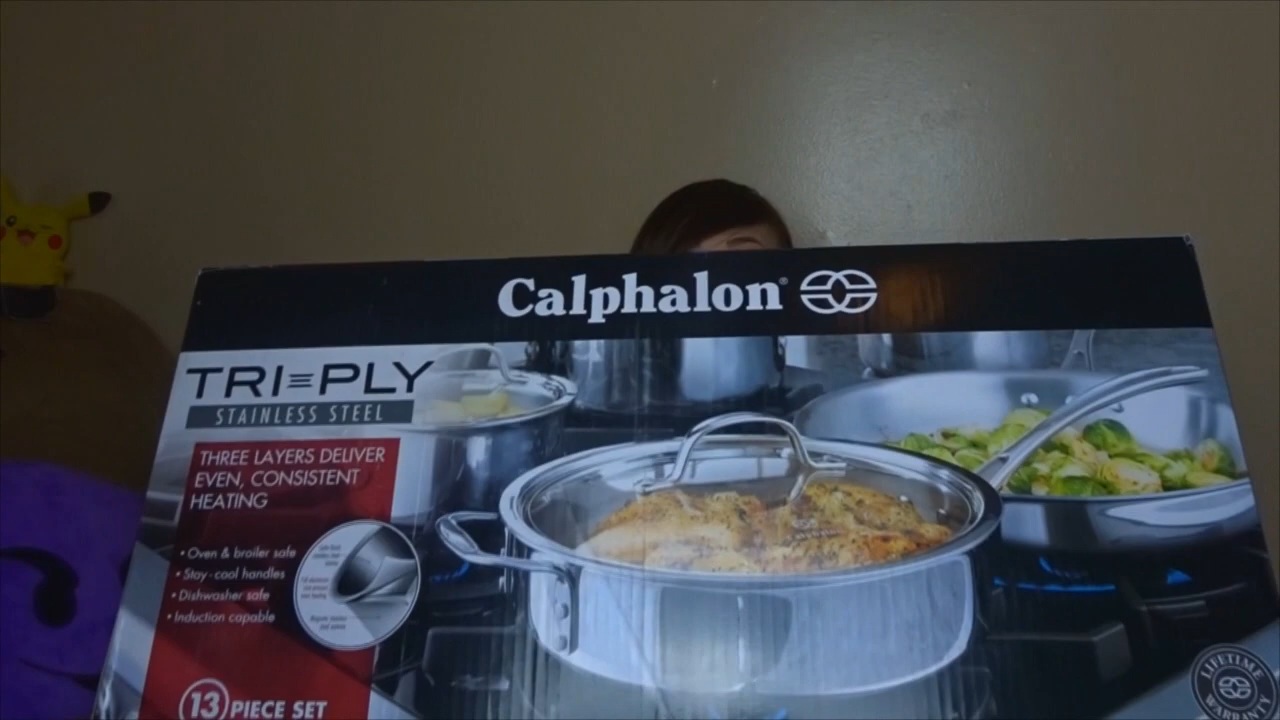 Calphalon®
TRI-PLY
STAINLESS STEEL
THREE LAYERS DELIVER
EVEN, CONSISTENT
HEATING
• Oven & broiler safe
• Stay-cool handles
• Dishwasher safe
• Induction capable
13 PIECE SET
LIFETIME
WARRANTY